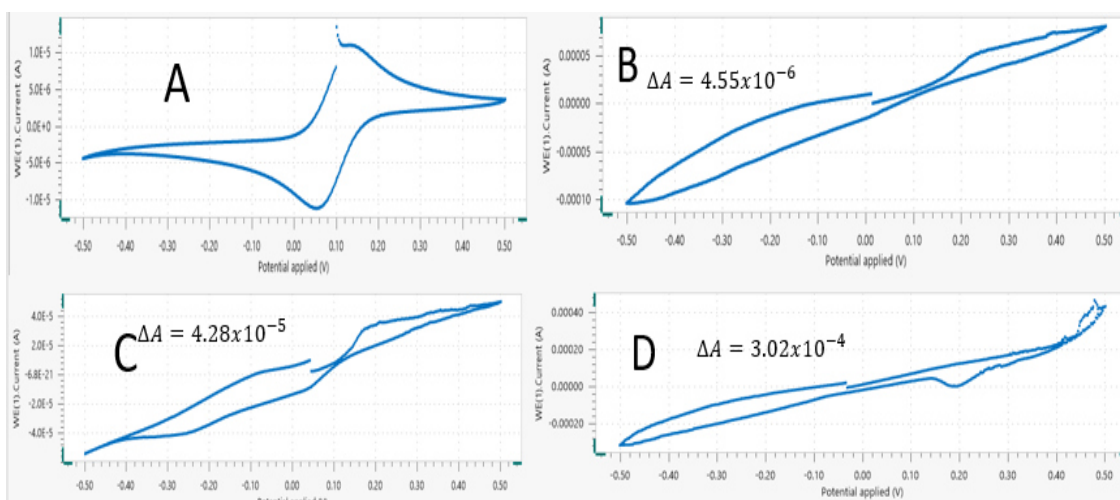 A
WE(1).Current (A)
1.0E-5
5.0E-6
0.0E+0
-5.0E-6
-1.0E-5
-0.50 -0.40 -0.30 -0.20 -0.10 0.00 0.10 0.20 0.30 0.40 0.50
Potential applied (V)
B
ΔA = 4.55x10⁻⁶
WE(1).Current (A)
0.00005
0.00000
-0.00005
-0.00010
-0.50 -0.40 -0.30 -0.20 -0.10 0.00 0.10 0.20 0.30 0.40 0.50
Potential applied (V)
C
ΔA = 4.28x10⁻⁵
WE(1).Current (A)
4.0E-5
2.0E-5
-6.8E-21
-2.0E-5
-4.0E-5
-0.50 -0.40 -0.30 -0.20 -0.10 0.00 0.10 0.20 0.30 0.40 0.50
D
ΔA = 3.02x10⁻⁴
WE(1).Current (A)
0.00040
0.00020
0.00000
-0.00020
-0.50 -0.40 -0.30 -0.20 -0.10 0.00 0.10 0.20 0.30 0.40 0.50
Potential applied (V)